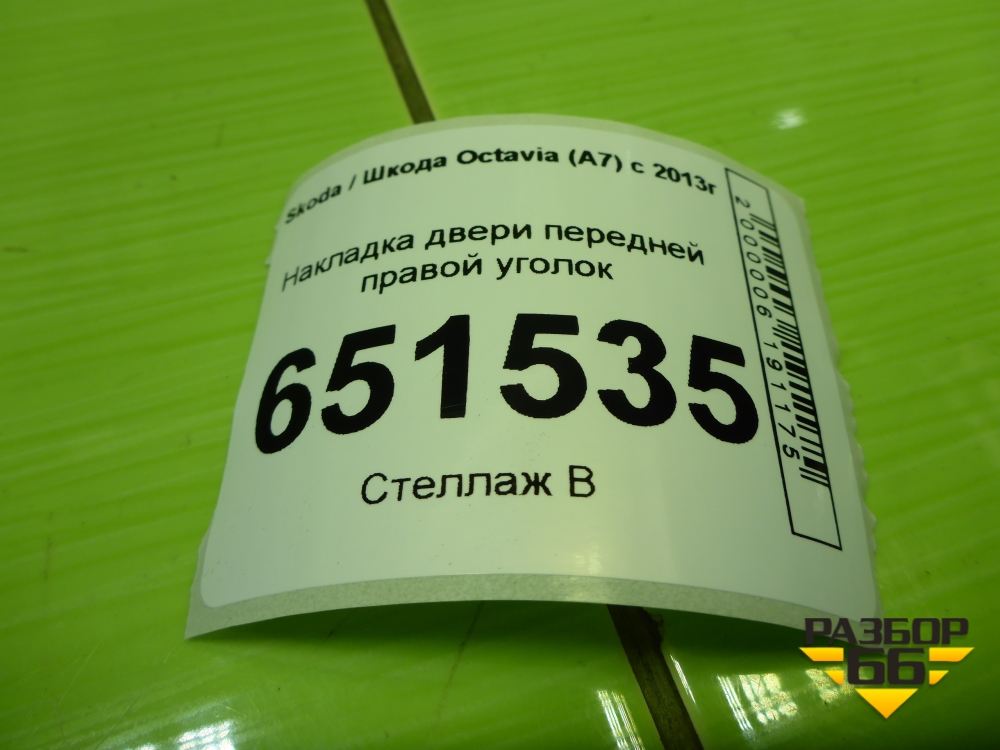 Skoda / Шкода Octavia (A7) с 2013г
Накладка двери передней
правой уголок
651535
Стеллаж В
2000006191175
РАЗБОР
66